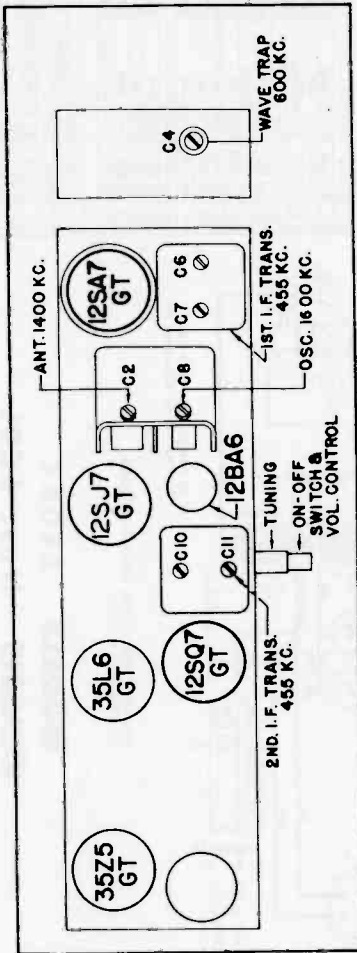 WAVE TRAP
600 KC.
C4
ANT. 1400 KC.
12SA7
GT
C6
C7
1ST. I.F. TRANS.
455 KC.
C2
C8
OSC. 1600 KC.
12SJ7
GT
12BA6
TUNING
ON-OFF
SWITCH &
VOL. CONTROL
C10
C11
2ND. I.F. TRANS.
455 KC.
35L6
GT
12SQ7
GT
35Z5
GT